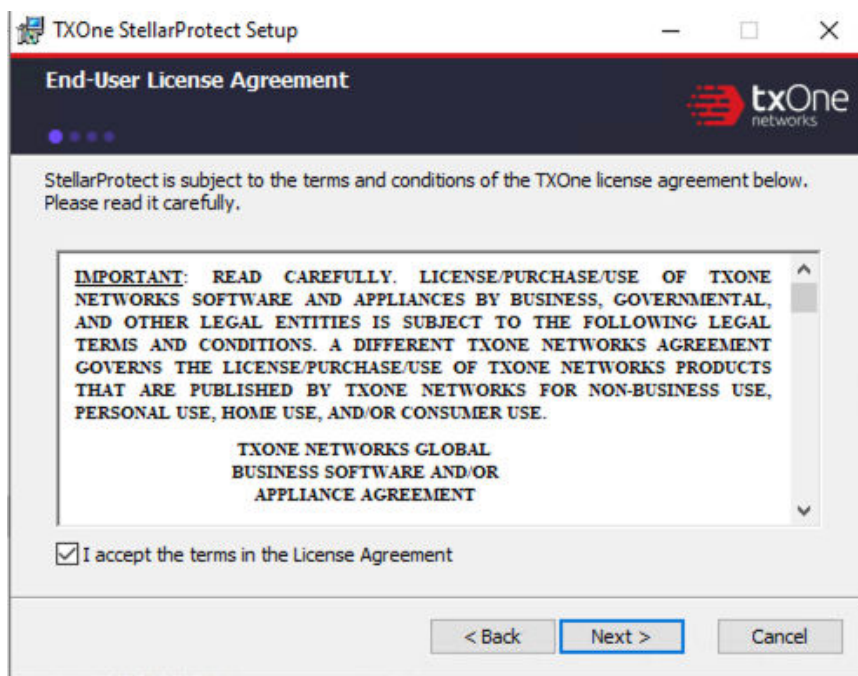 TXOne StellarProtect Setup
End-User License Agreement
txOne
networks
StellarProtect is subject to the terms and conditions of the TXOne license agreement below.
Please read it carefully.
IMPORTANT: READ CAREFULLY. LICENSE/PURCHASE/USE OF TXONE
NETWORKS SOFTWARE AND APPLIANCES BY BUSINESS, GOVERNMENTAL,
AND OTHER LEGAL ENTITIES IS SUBJECT TO THE FOLLOWING LEGAL
TERMS AND CONDITIONS. A DIFFERENT TXONE NETWORKS AGREEMENT
GOVERNS THE LICENSE/PURCHASE/USE OF TXONE NETWORKS PRODUCTS
THAT ARE PUBLISHED BY TXONE NETWORKS FOR NON-BUSINESS USE,
PERSONAL USE, HOME USE, AND/OR CONSUMER USE.
TXONE NETWORKS GLOBAL
BUSINESS SOFTWARE AND/OR
APPLIANCE AGREEMENT
I accept the terms in the License Agreement
< Back Next > Cancel